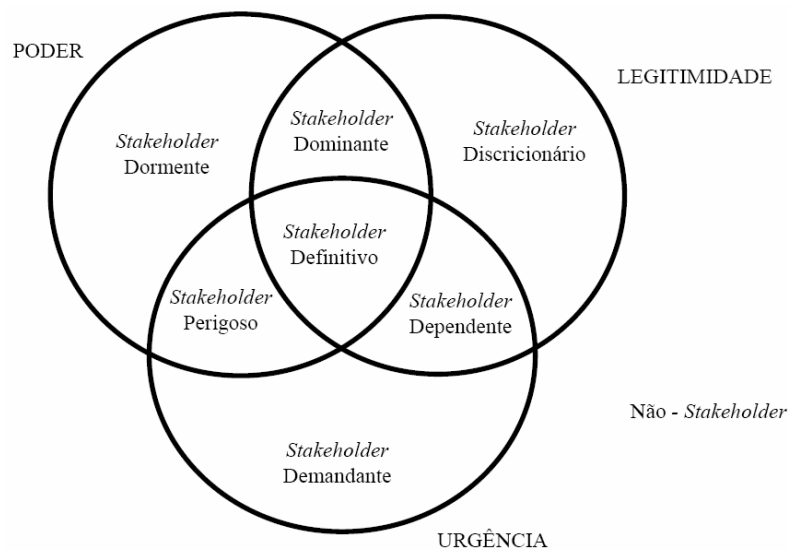 PODER
LEGITIMIDADE
Stakeholder
Dormente
Stakeholder
Dominante
Stakeholder
Discricionário
Stakeholder
Definitivo
Stakeholder
Perigoso
Stakeholder
Dependente
Não - Stakeholder
Stakeholder
Demandante
URGÊNCIA